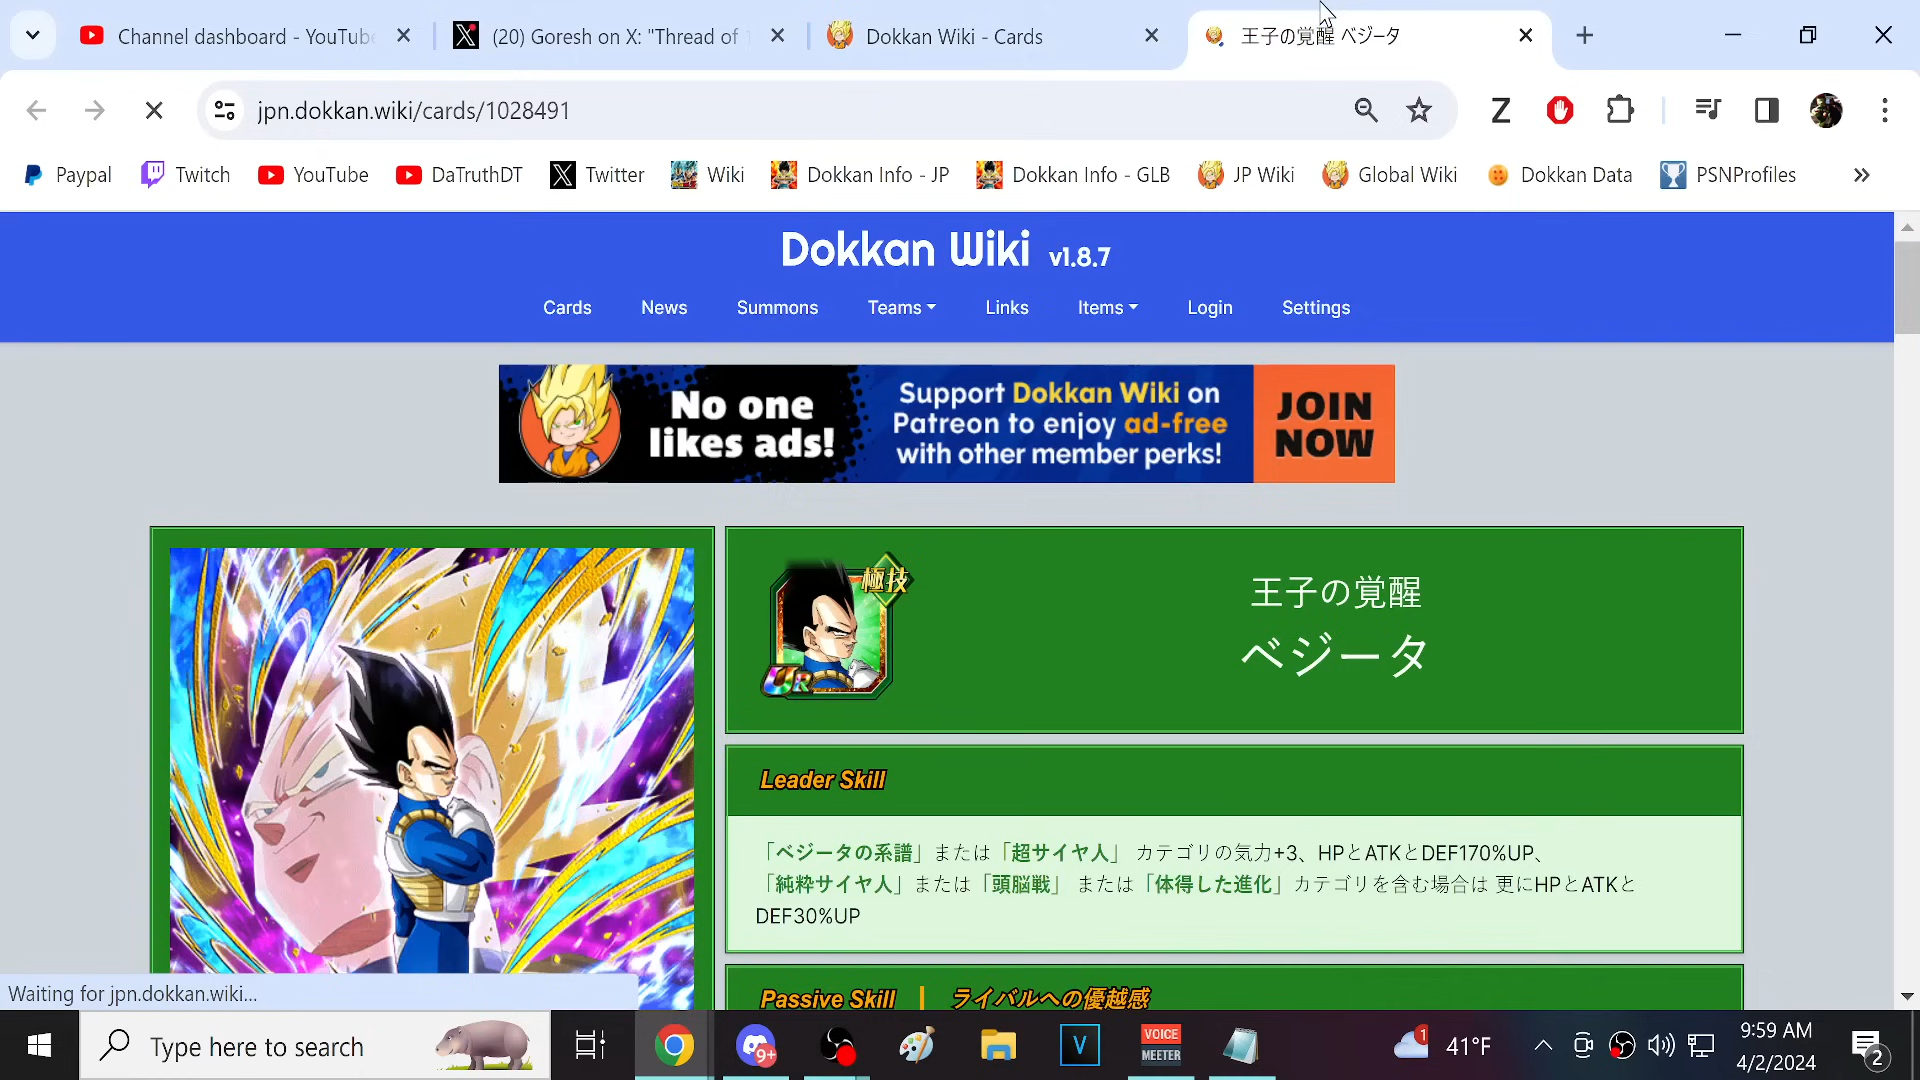 Channel dashboard - YouTube
(20) Goresh on X: "Thread of
Dokkan Wiki - Cards
王子の覚醒 ベジータ
jpn.dokkan.wiki/cards/1028491
Z
Paypal
Twitch
YouTube
DaTruthDT
Twitter
Wiki
Dokkan Info - JP
Dokkan Info - GLB
JP Wiki
Global Wiki
Dokkan Data
PSNProfiles
»
Dokkan Wiki v1.8.7
Cards
News
Summons
Teams
Links
Items
Login
Settings
No one
likes ads!
Support Dokkan Wiki on
Patreon to enjoy ad-free
with other member perks!
JOIN
NOW
極技
UR
王子の覚醒
ベジータ
Leader Skill
「ベジータの系譜」または「超サイヤ人」 カテゴリの気力+3、HPとATKとDEF170%UP、
「純粋サイヤ人」または「頭脳戦」 または「体得した進化」カテゴリを含む場合は 更にHPとATKと
DEF30%UP
Passive Skill | ライバルへの優越感
Waiting for jpn.dokkan.wiki...
Type here to search
9+
V
VOICE
MEETER
1
41°F
9:59 AM
4/2/2024
2